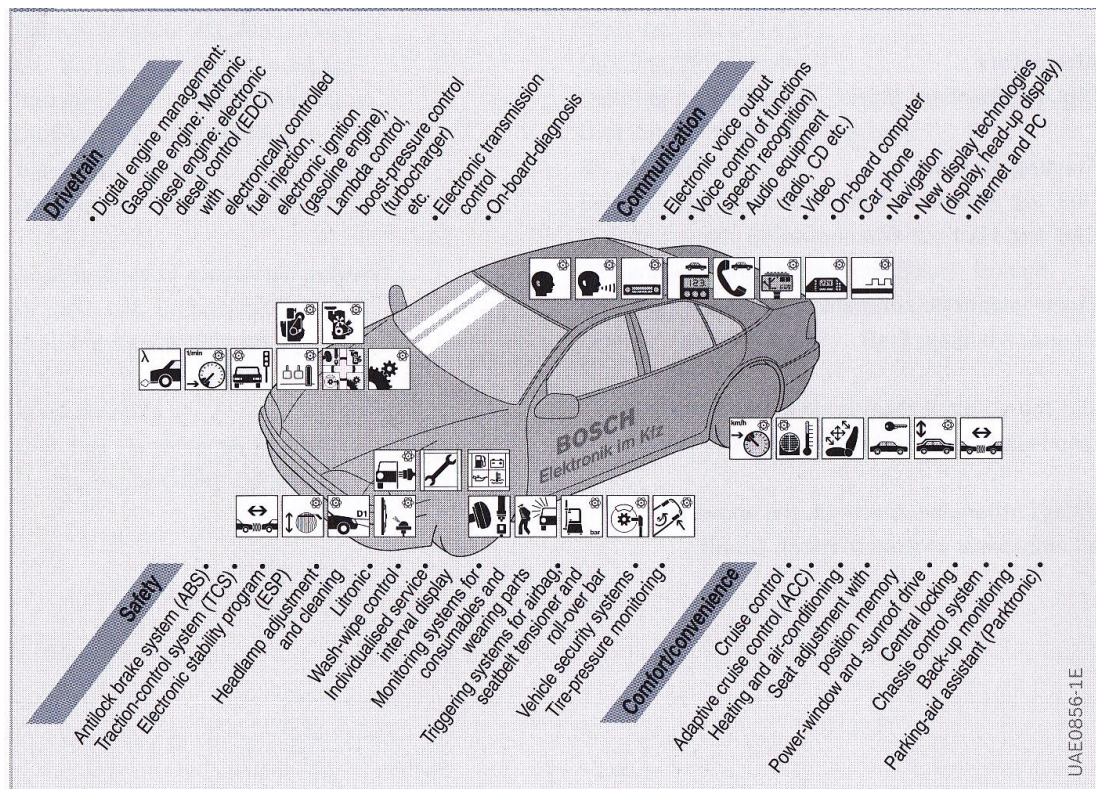 Drivetrain
• Digital engine management:
Gasoline engine: Motronic
Diesel engine: electronic
diesel control (EDC)
with
electronically controlled
fuel injection,
electronic ignition
(gasoline engine),
Lambda control,
boost-pressure control
(turbocharger)
etc.
• Electronic transmission
control
• On-board-diagnosis
Communication
• Electronic voice output
• Voice control of functions
(speech recognition)
• Audio equipment
(radio, CD etc.)
• Video
• On-board computer
• Car phone
• Navigation
• New display technologies
(display, head-up display)
• Internet and PC
123
λ
1/min
BOSCH
Elektronik im Kfz
km/h
D1
bar
Safety
Antilock brake system (ABS) •
Traction-control system (TCS) •
Electronic stability program •
(ESP)
Headlamp adjustment •
and cleaning
Litronic •
Wash-wipe control •
Individualised service •
interval display
Monitoring systems for •
consumables and
wearing parts
Triggering systems for airbag, •
seatbelt tensioner and
roll-over bar
Vehicle security systems •
Tire-pressure monitoring •
Comfort/convenience
Cruise control •
Adaptive cruise control (ACC) •
Heating and air-conditioning •
Seat adjustment with •
position memory
Power-window and -sunroof drive •
Central locking •
Chassis control system •
Back-up monitoring •
Parking-aid assistant (Parktronic) •
UAE0856-1E